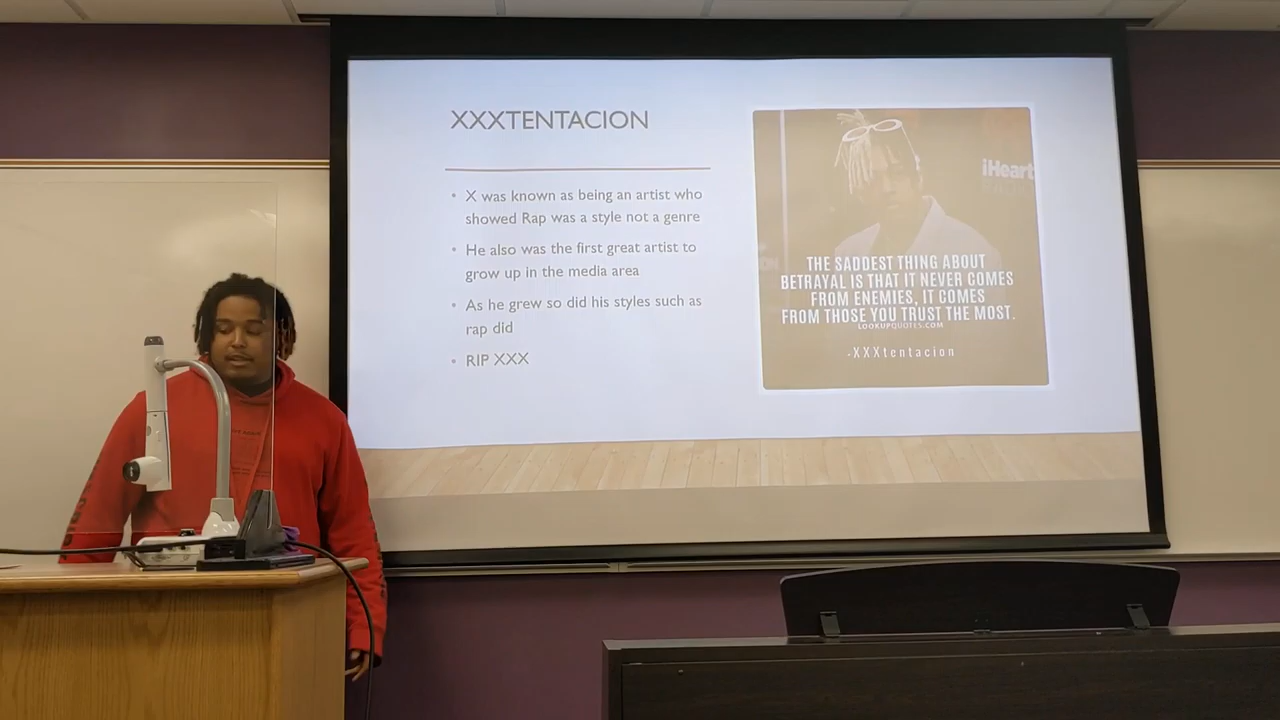 XXXTENTACION
• X was known as being an artist who
showed Rap was a style not a genre
• He also was the first great artist to
grow up in the media area
• As he grew so did his styles such as
rap did
• RIP XXX
iHeart
THE SADDEST THING ABOUT
BETRAYAL IS THAT IT NEVER COMES
FROM ENEMIES, IT COMES
FROM THOSE YOU TRUST THE MOST.
LOOKUPQUOTES.COM
-XXXtentacion